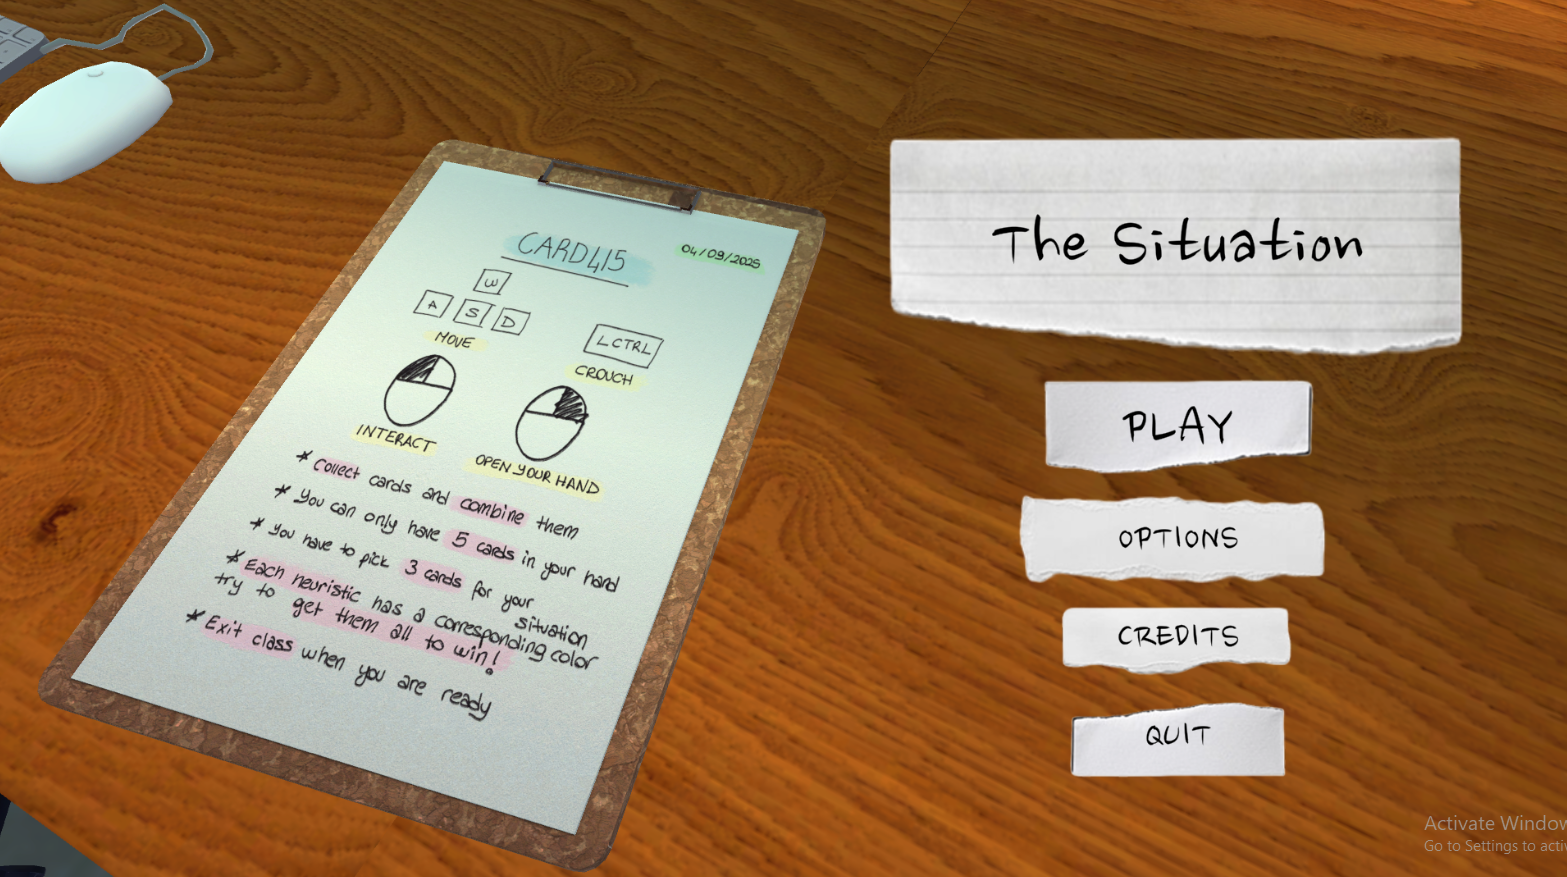 CARD415
04/09/2025
W
A S D
MOVE
LCTRL
CROUCH
INTERACT
OPEN YOUR HAND
* Collect cards and combine them
* You can only have 5 cards in your hand
* You have to pick 3 cards for your
situation
* Each heuristic has a corresponding color
try to get them all to win!
* Exit class when you are ready
The Situation
PLAY
OPTIONS
CREDITS
QUIT
Activate Window
Go to Settings to acti